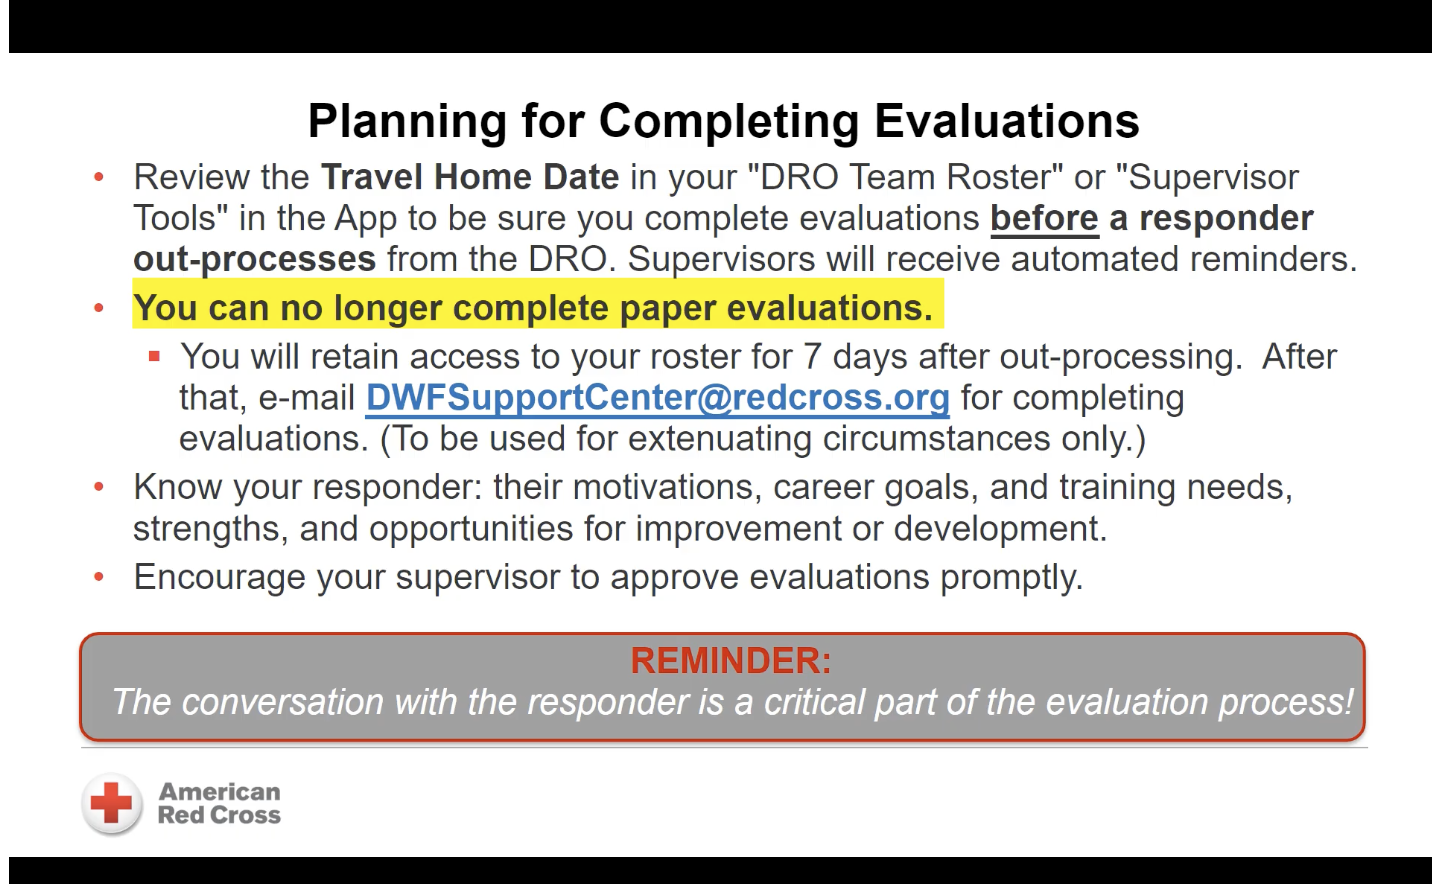 Planning for Completing Evaluations
• Review the Travel Home Date in your "DRO Team Roster" or "Supervisor
Tools" in the App to be sure you complete evaluations before a responder
out-processes from the DRO. Supervisors will receive automated reminders.
• You can no longer complete paper evaluations.
▪ You will retain access to your roster for 7 days after out-processing.  After
that, e-mail DWFSupportCenter@redcross.org for completing
evaluations. (To be used for extenuating circumstances only.)
• Know your responder: their motivations, career goals, and training needs,
strengths, and opportunities for improvement or development.
• Encourage your supervisor to approve evaluations promptly.
REMINDER:
The conversation with the responder is a critical part of the evaluation process!
American
Red Cross